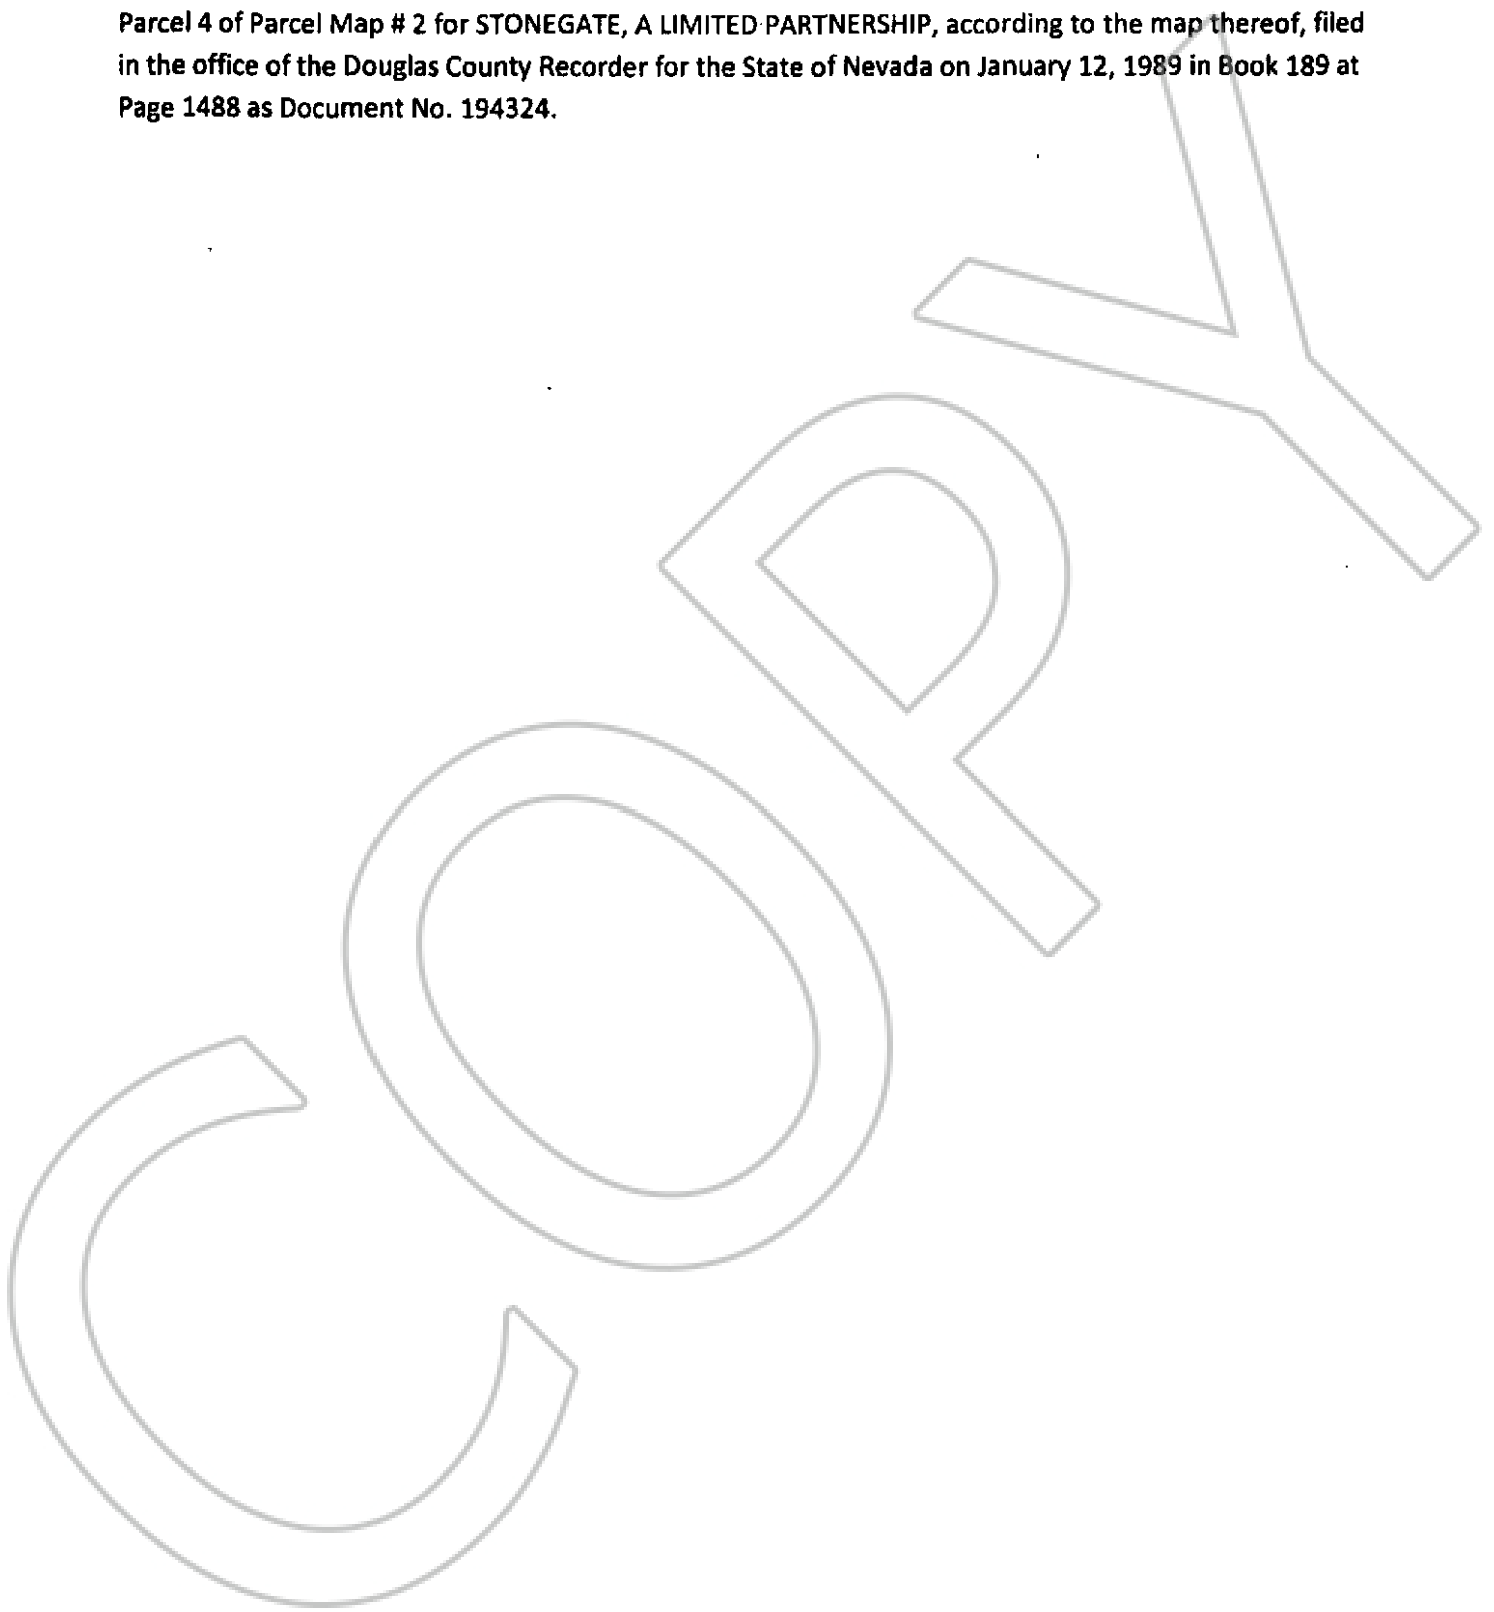 Parcel 4 of Parcel Map # 2 for STONEGATE, A LIMITED PARTNERSHIP, according to the map thereof, filed
in the office of the Douglas County Recorder for the State of Nevada on January 12, 1989 in Book 189 at
Page 1488 as Document No. 194324.
COPY